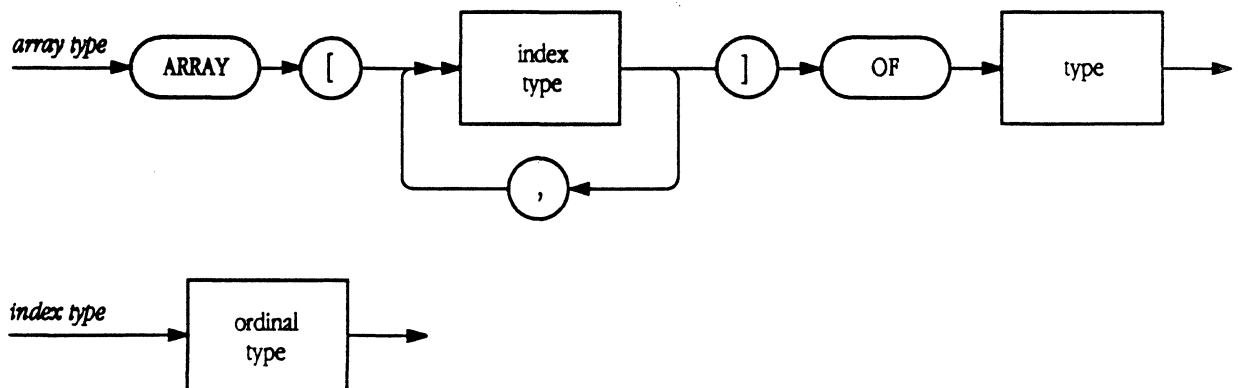 array type
ARRAY
[
index
type
]
OF
type
,
index type
ordinal
type